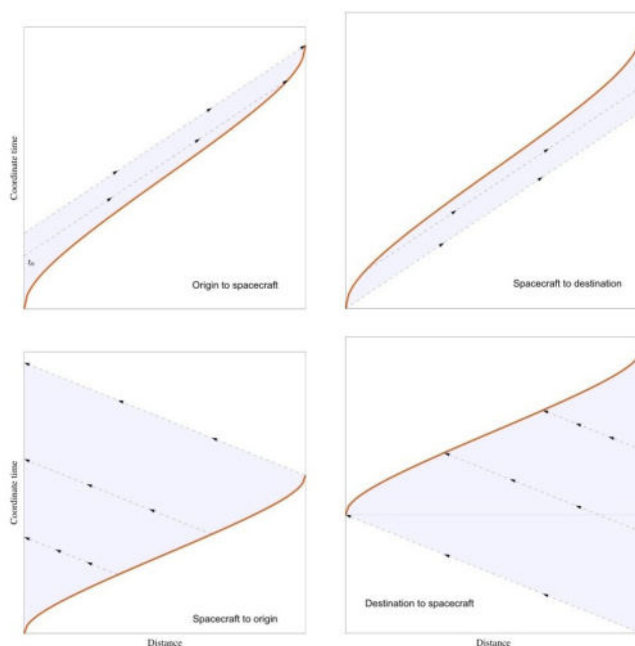 Coordinate time
t₀
Origin to spacecraft
Spacecraft to destination
Coordinate time
Spacecraft to origin
Destination to spacecraft
Distance
Distance